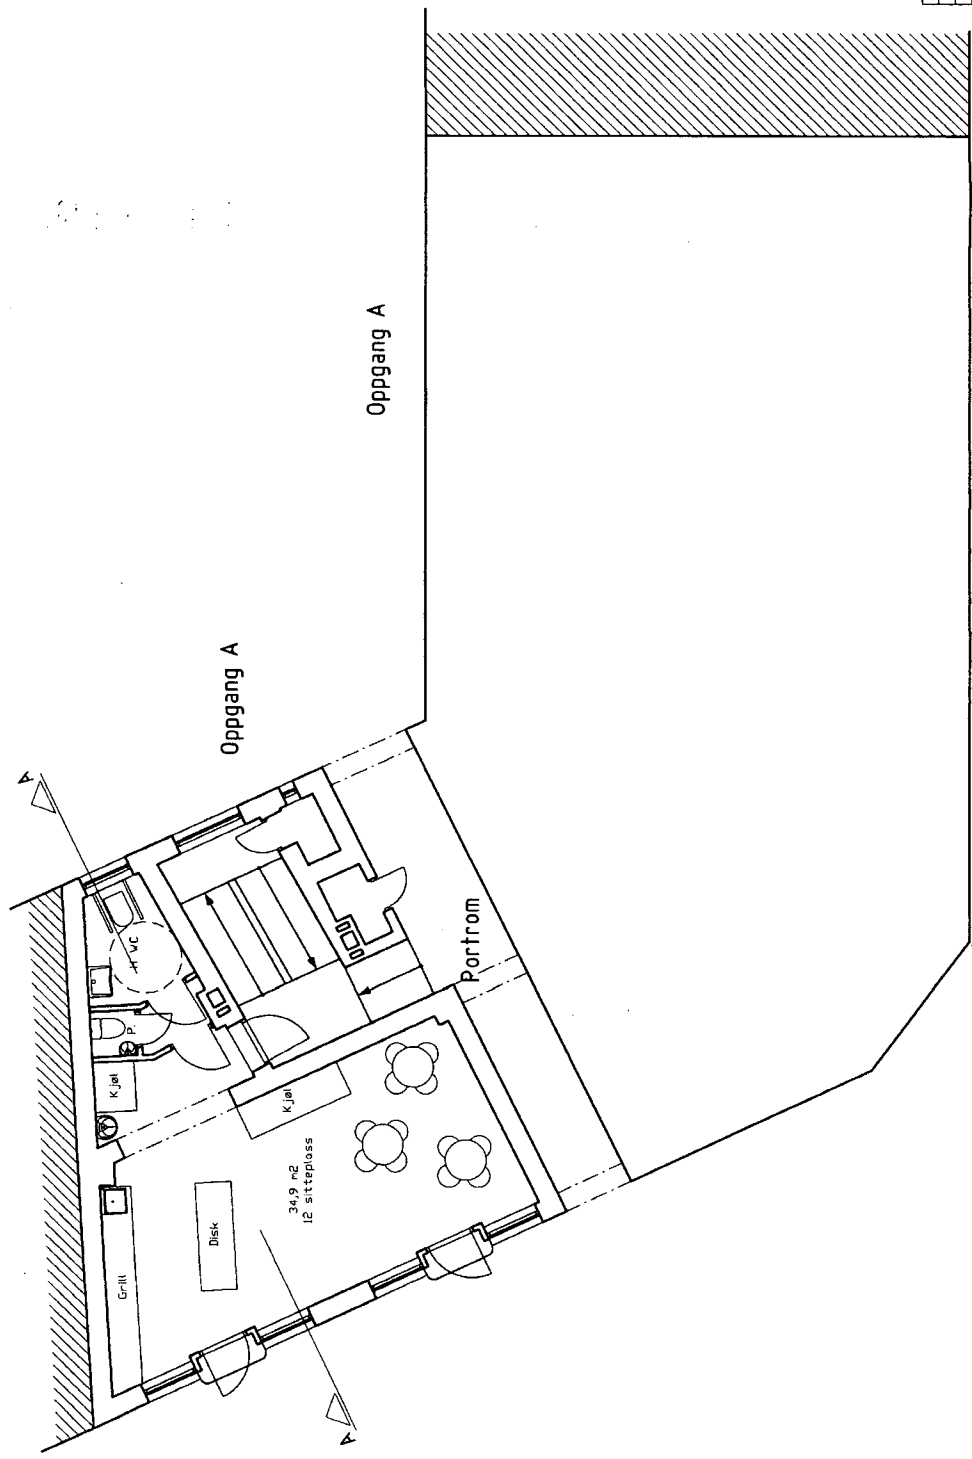 Oppgang A
Oppgang A
A
H WC
P.
Kjøl
Kjøl
Portrom
34,9 m2
12 sitteplass
Disk
Grill
A